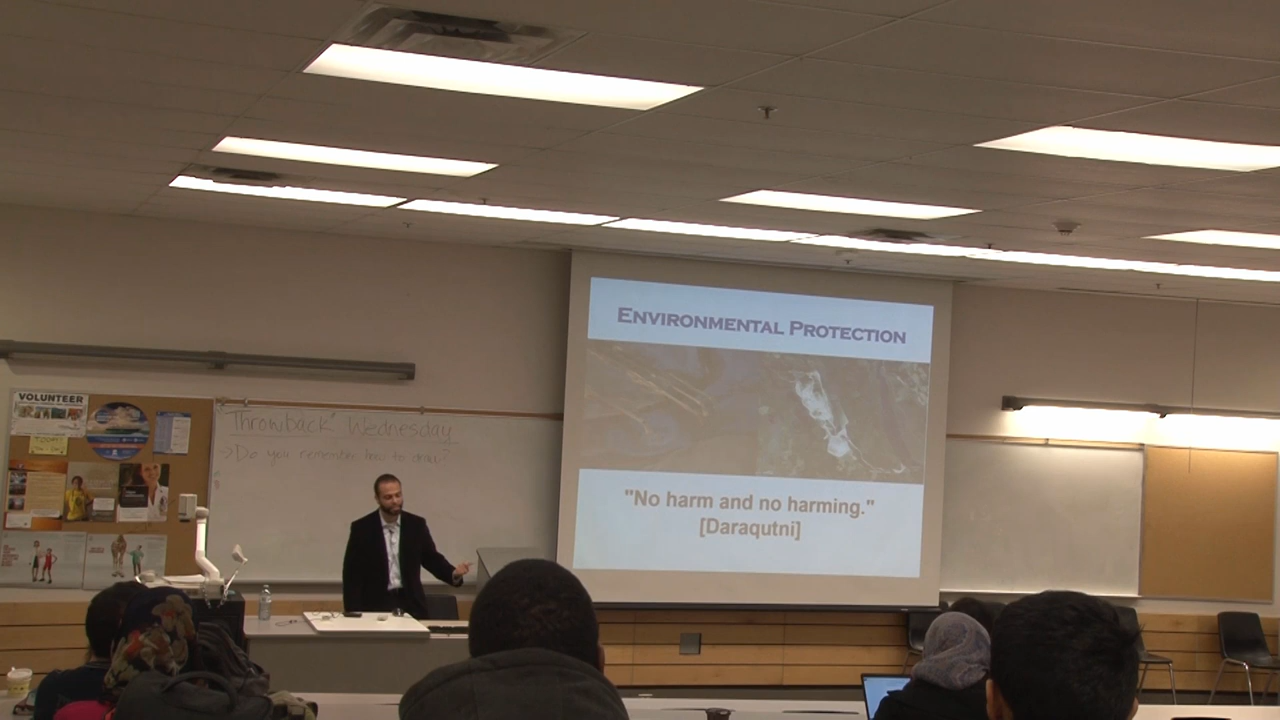 VOLUNTEER
Throwback Wednesday
→ Do you remember how to draw?
ENVIRONMENTAL PROTECTION
"No harm and no harming."
[Daraqutni]